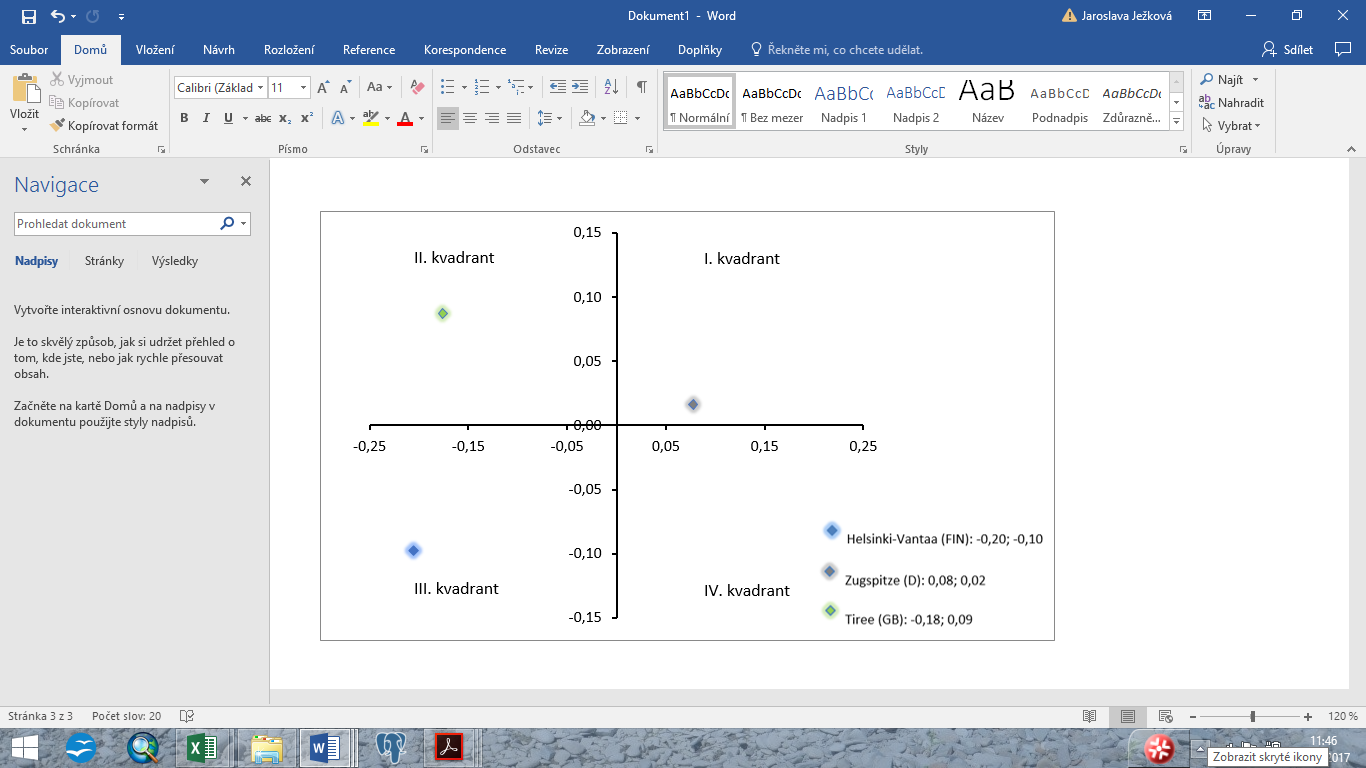 Dokument1 - Word
Jaroslava Ježková
Soubor Domů Vložení Návrh Rozložení Reference Korespondence Revize Zobrazení Doplňky Řekněte mi, co chcete udělat. Sdílet
Vložit
Vyjmout
Kopírovat
Kopírovat formát
Schránka
Calibri (Základ 11
Písmo
Odstavec
AaBbCcDc AaBbCcDc AaBbCc AaBbCcD AaB AaBbCcD AaBbCcDc
¶ Normální ¶ Bez mezer Nadpis 1 Nadpis 2 Název Podnadpis Zdůrazně...
Styly
Najít
Nahradit
Vybrat
Úpravy
Navigace
Prohledat dokument
Nadpisy Stránky Výsledky
Vytvořte interaktivní osnovu dokumentu.
Je to skvělý způsob, jak si udržet přehled o
tom, kde jste, nebo jak rychle přesouvat
obsah.
Začněte na kartě Domů a na nadpisy v
dokumentu použijte styly nadpisů.
0,15
II. kvadrant I. kvadrant
0,10
0,05
0,00
-0,25 -0,15 -0,05 0,05 0,15 0,25
-0,05
Helsinki-Vantaa (FIN): -0,20; -0,10
-0,10
Zugspitze (D): 0,08; 0,02
III. kvadrant IV. kvadrant
-0,15
Tiree (GB): -0,18; 0,09
Stránka 3 z 3 Počet slov: 20
120 %
11:46
2017
Zobrazit skryté ikony